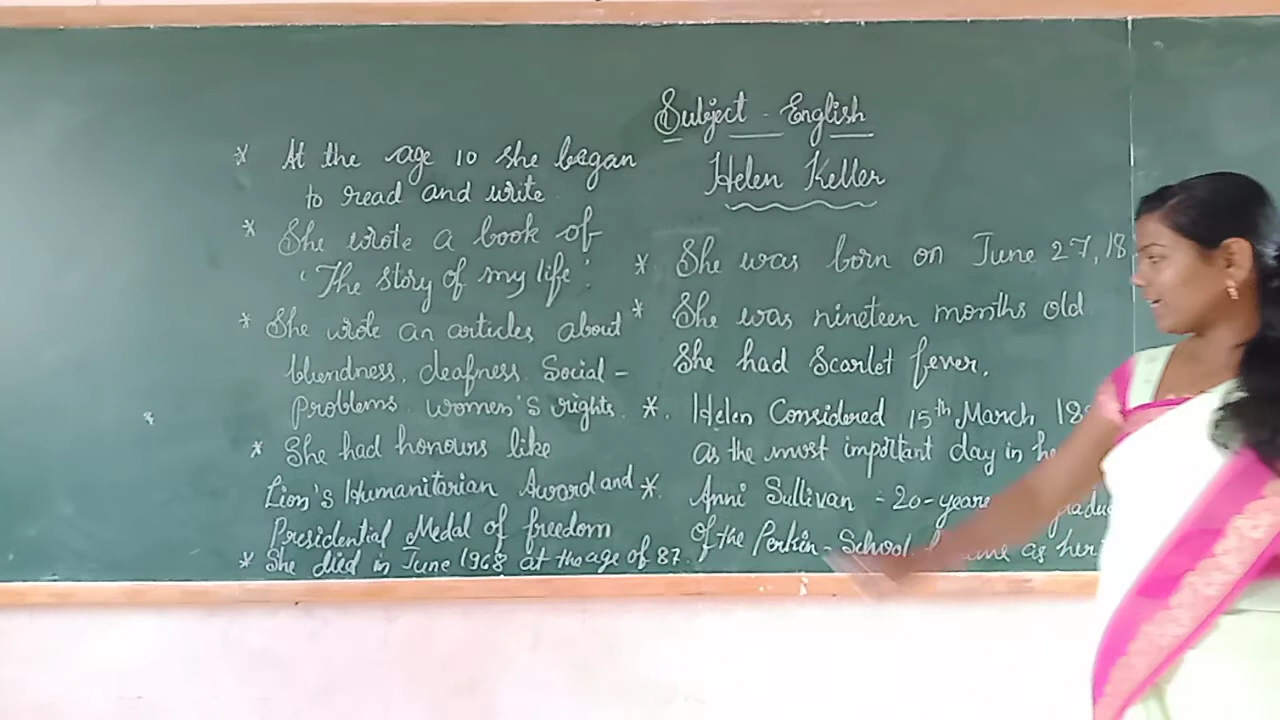 Subject - English
Helen Keller
* She was born on June 27, 18
* She was nineteen months old
She had Scarlet fever.
*. Helen Considered 15th March 18
as the most important day in
*. Anni Sullivan - 20-years
of the Perkin - School as her
* At the age 10 she began
to read and write
* She wrote a book of
'The story of my life'.
* She wrote an articles about
blindness, deafness, Social -
Problems, women's rights.
* She had honours like
Lion's Humanitarian Award and
Presidential Medal of freedom
* She died in June 1968 at the age of 87.